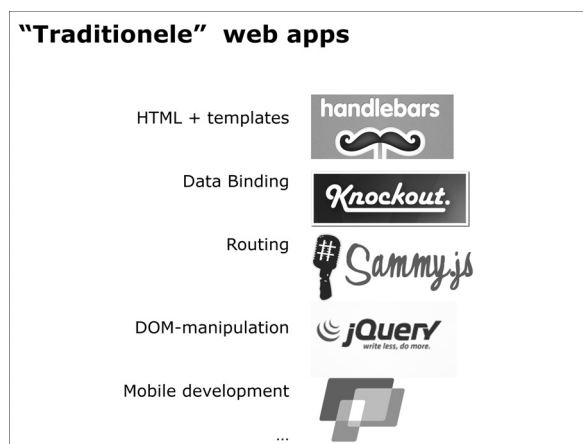 “Traditionele” web apps
HTML + templates
handlebars
Data Binding
Knockout.
Routing
# Sammy.js
DOM-manipulation
jQuery
write less, do more.
Mobile development
...